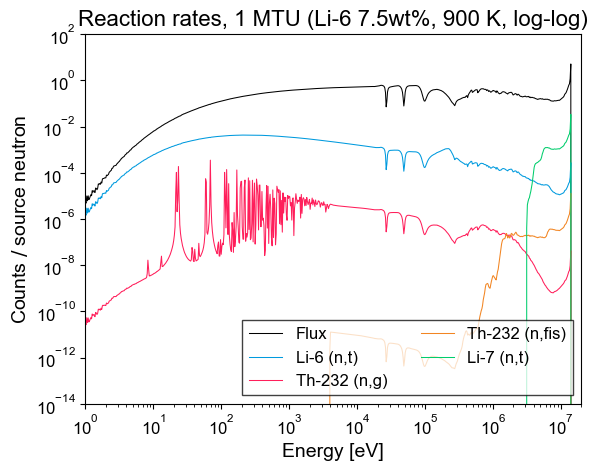 Reaction rates, 1 MTU (Li-6 7.5wt%, 900 K, log-log)
Counts / source neutron
10^2
10^0
10^−2
10^−4
10^−6
10^−8
10^−10
10^−12
10^−14
Flux
Li-6 (n,t)
Th-232 (n,g)
Th-232 (n,fis)
Li-7 (n,t)
10^0 10^1 10^2 10^3 10^4 10^5 10^6 10^7
Energy [eV]